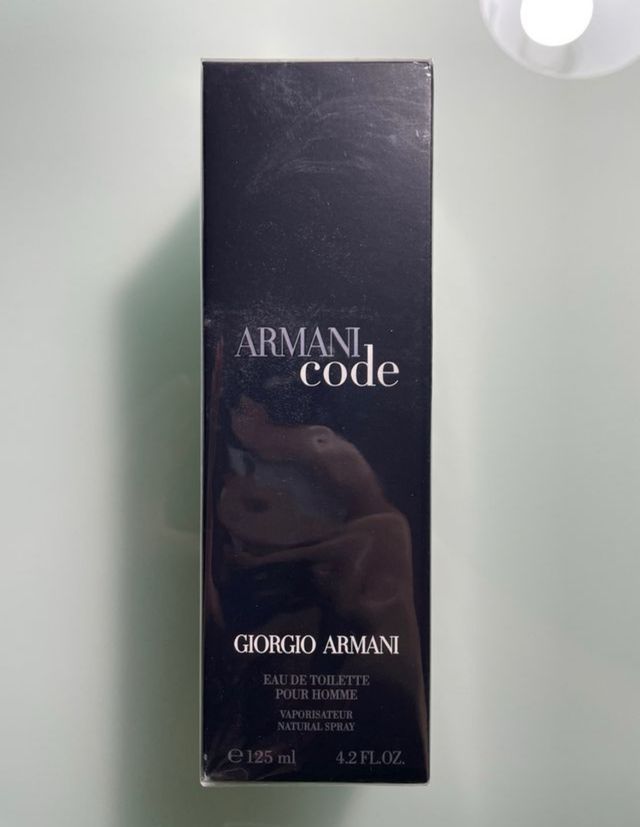 ARMANI
code
GIORGIO ARMANI
EAU DE TOILETTE
POUR HOMME
VAPORISATEUR
NATURAL SPRAY
℮ 125 ml 4.2 FL.OZ.